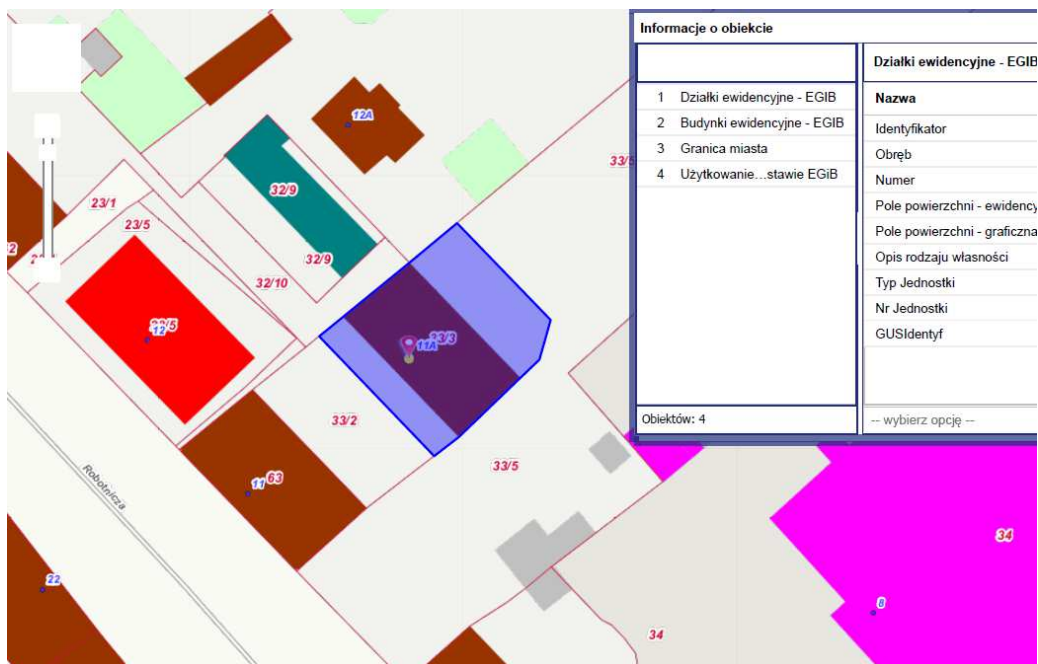 Informacje o obiekcie
Działki ewidencyjne - EGIB
1 Działki ewidencyjne - EGIB
2 Budynki ewidencyjne - EGIB
3 Granica miasta
4 Użytkowanie...stawie EGiB
Nazwa
Identyfikator
Obręb
Numer
Pole powierzchni - ewidency
Pole powierzchni - graficzna
Opis rodzaju własności
Typ Jednostki
Nr Jednostki
GUSIdentyf
Obiektów: 4
-- wybierz opcję --
12A
33/5
32/9
23/1
23/5
32/9
32/10
12
33/3
11A
33/2
33/5
63
11
Robotnicza
34
22
8
34